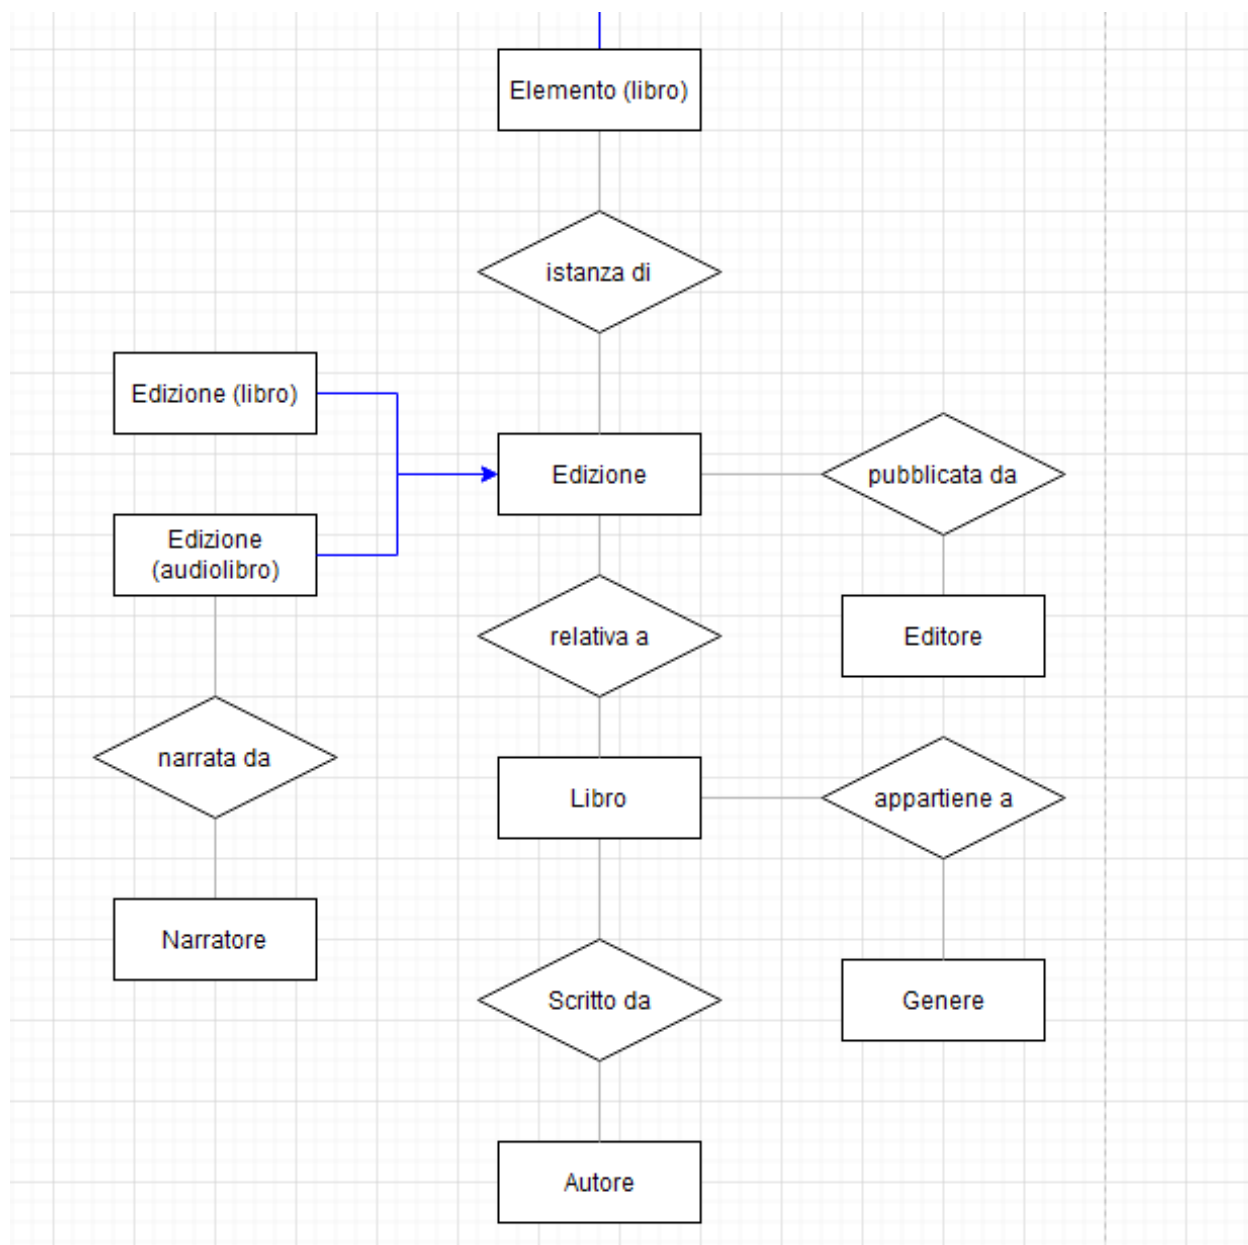 Elemento (libro)
istanza di
Edizione (libro)
Edizione
pubblicata da
Edizione
(audiolibro)
relativa a
Editore
narrata da
Libro
appartiene a
Narratore
Scritto da
Genere
Autore